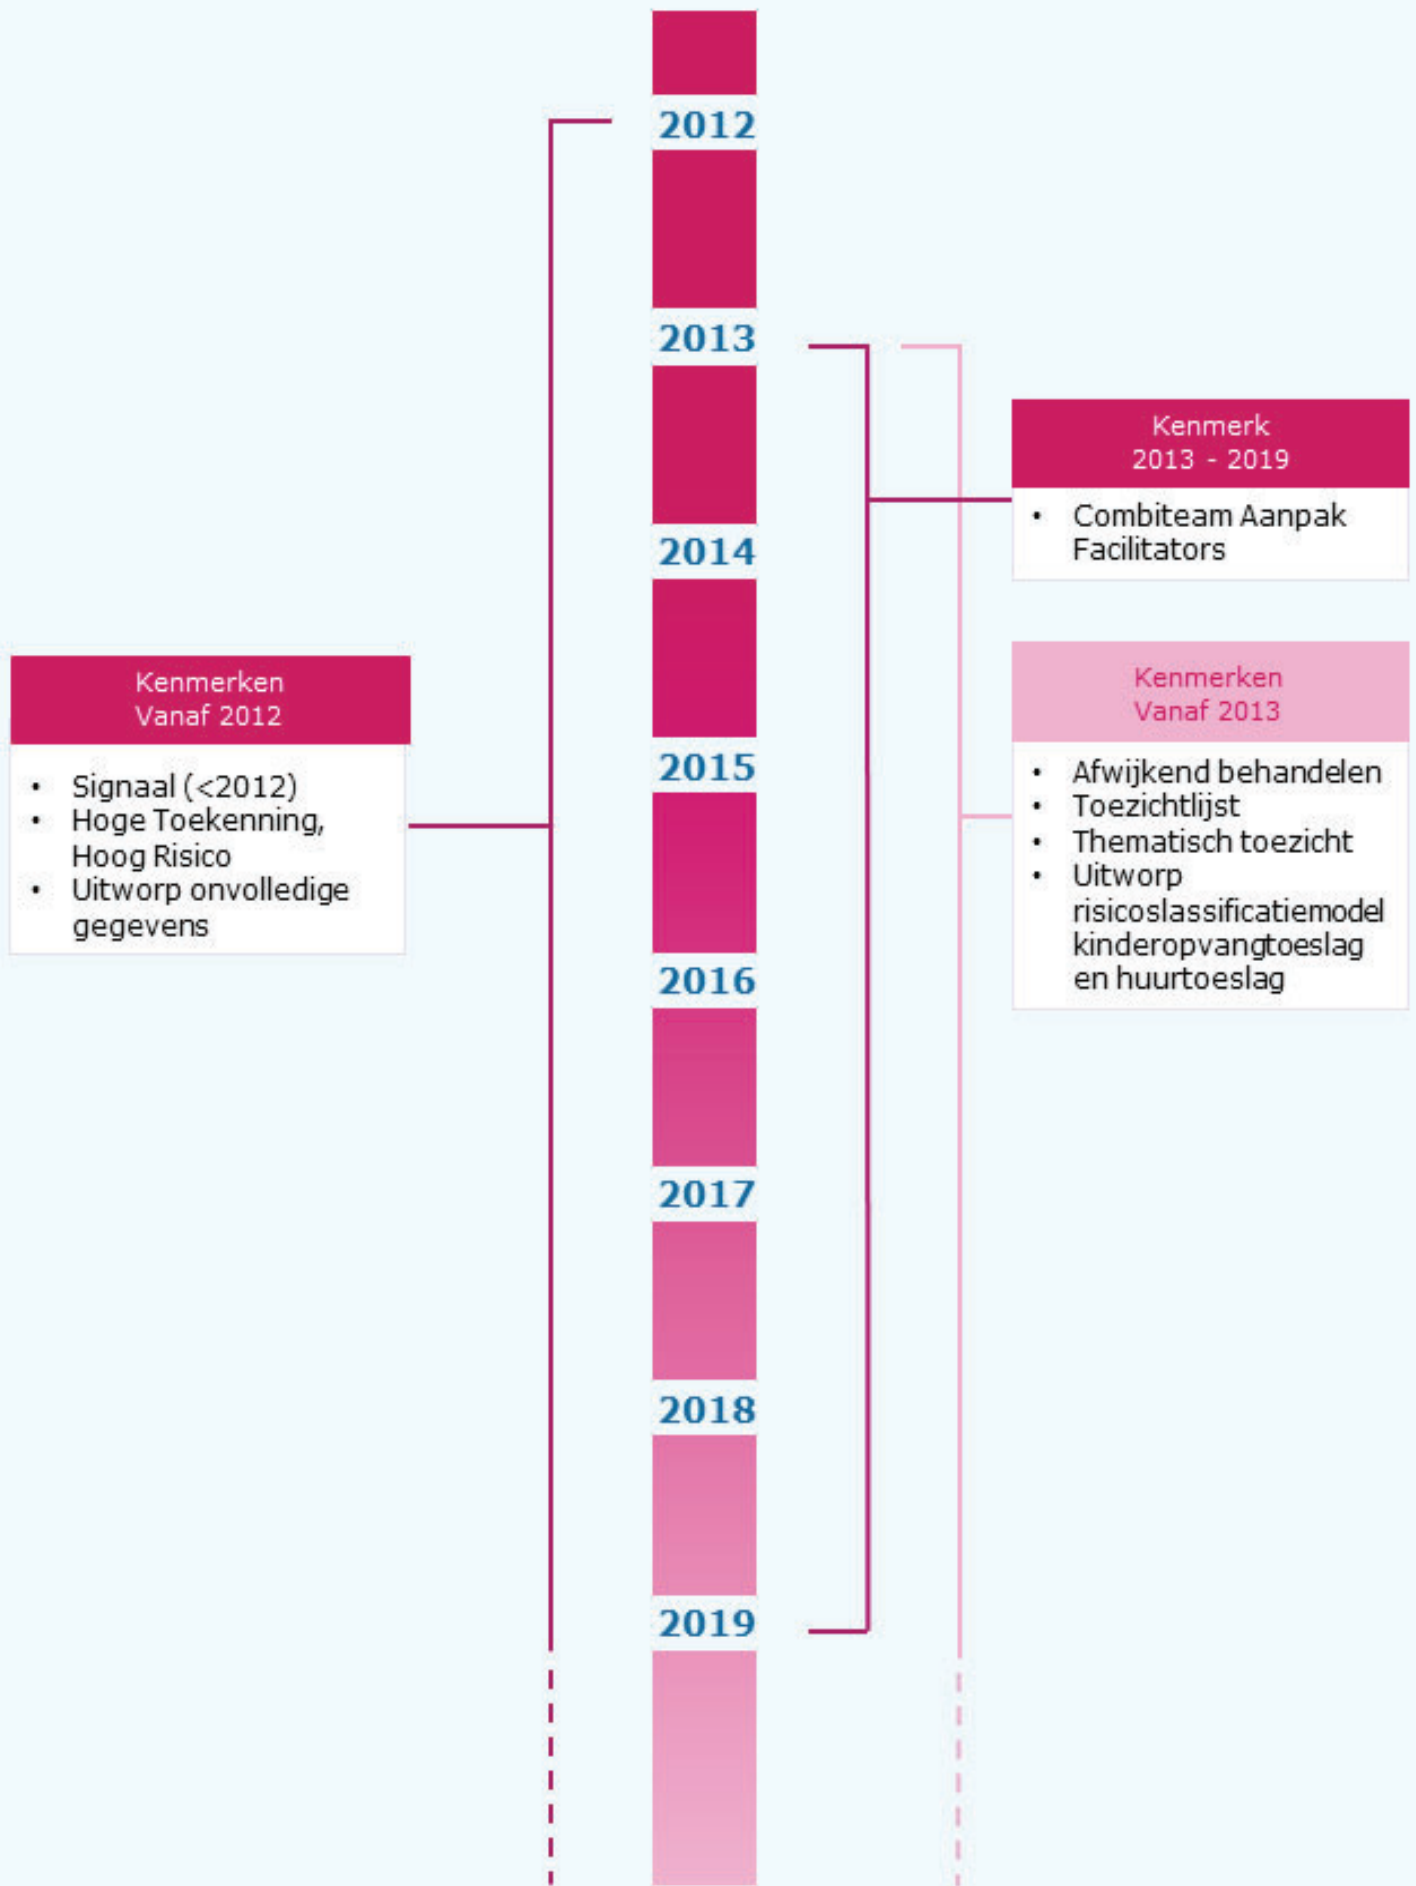 2012
2013
Kenmerk
2013 - 2019
• Combiteam Aanpak
Facilitators
2014
Kenmerken
Vanaf 2012
• Signaal (<2012)
• Hoge Toekenning,
Hoog Risico
• Uitworp onvolledige
gegevens
Kenmerken
Vanaf 2013
• Afwijkend behandelen
• Toezichtlijst
• Thematisch toezicht
• Uitworp
risicoslassificatiemodel
kinderopvangtoeslag
en huurtoeslag
2015
2016
2017
2018
2019